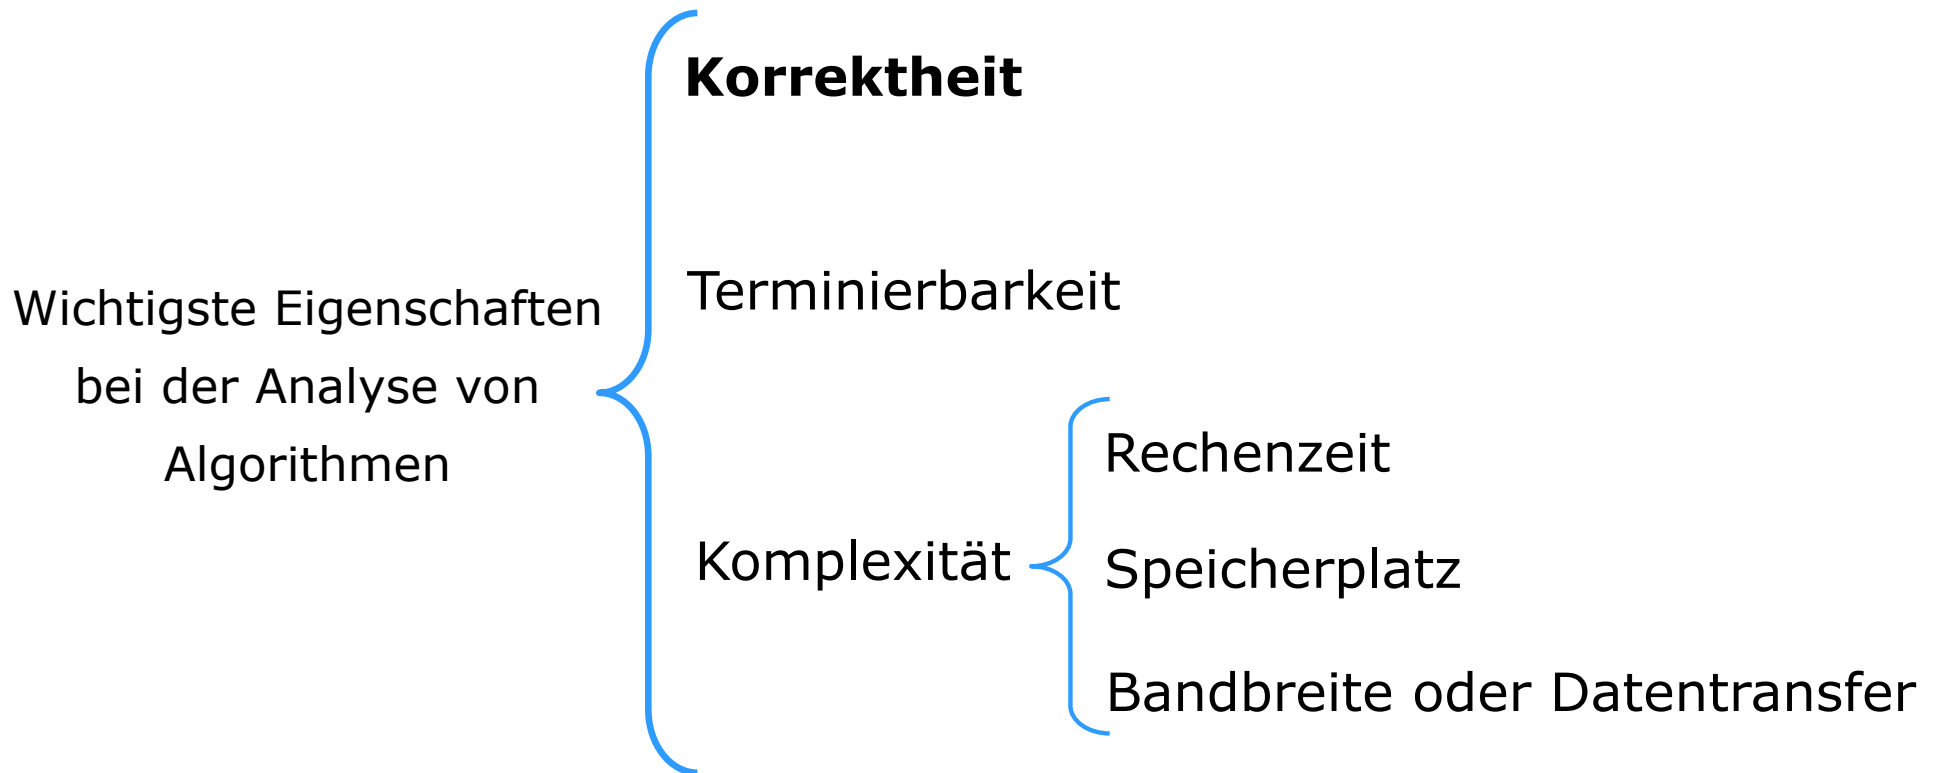 Korrektheit
Terminierbarkeit
Wichtigste Eigenschaften
bei der Analyse von
Algorithmen
Komplexität
Rechenzeit
Speicherplatz
Bandbreite oder Datentransfer